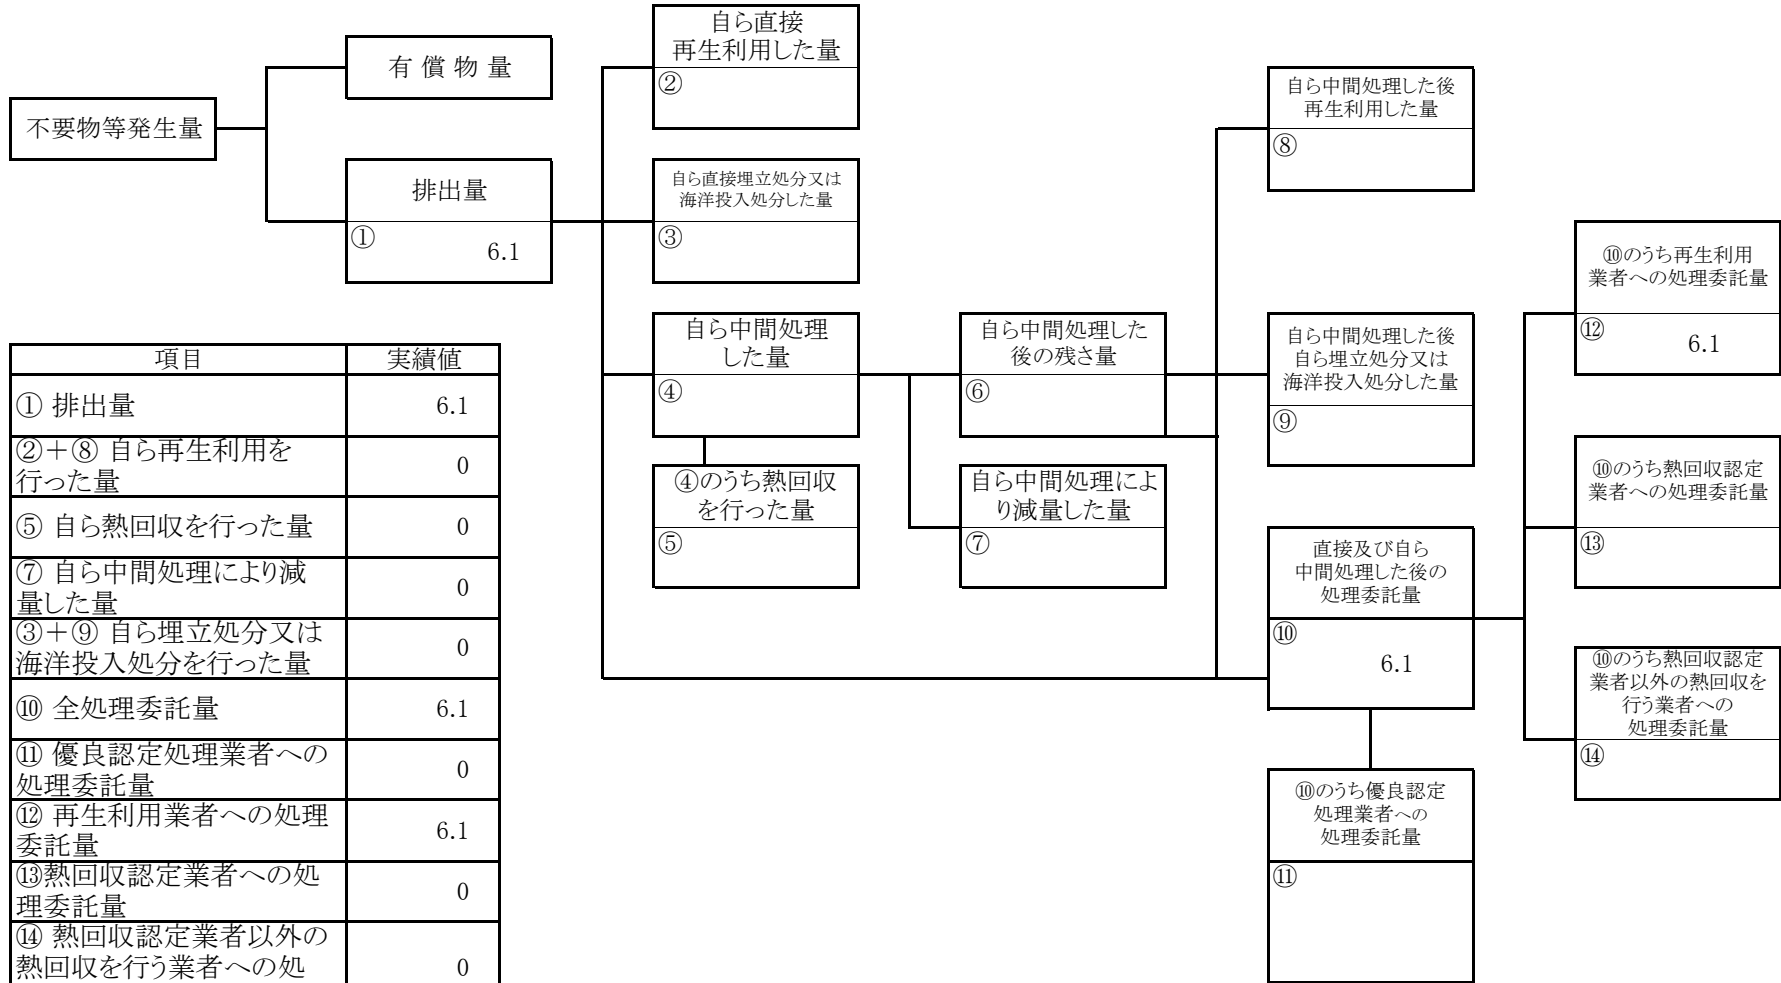 自ら直接
再生利用した量
②
有 償 物 量
自ら中間処理した後
再生利用した量
⑧
不要物等発生量
排出量
①
6.1
自ら直接埋立処分又は
海洋投入処分した量
③
⑩のうち再生利用
業者への処理委託量
⑫
6.1
自ら中間処理
した量
④
自ら中間処理した
後の残さ量
⑥
自ら中間処理した後
自ら埋立処分又は
海洋投入処分した量
⑨
④のうち熱回収
を行った量
⑤
自ら中間処理によ
り減量した量
⑦
⑩のうち熱回収認定
業者への処理委託量
⑬
直接及び自ら
中間処理した後の
処理委託量
⑩
6.1
⑩のうち熱回収認定
業者以外の熱回収を
行う業者への
処理委託量
⑭
⑩のうち優良認定
処理業者への
処理委託量
⑪
項目 実績値
① 排出量 6.1
②＋⑧ 自ら再生利用を
行った量 0
⑤ 自ら熱回収を行った量 0
⑦ 自ら中間処理により減
量した量 0
③＋⑨ 自ら埋立処分又は
海洋投入処分を行った量 0
⑩ 全処理委託量 6.1
⑪ 優良認定処理業者への
処理委託量 0
⑫ 再生利用業者への処理
委託量 6.1
⑬熱回収認定業者への処
理委託量 0
⑭ 熱回収認定業者以外の
熱回収を行う業者への処 0